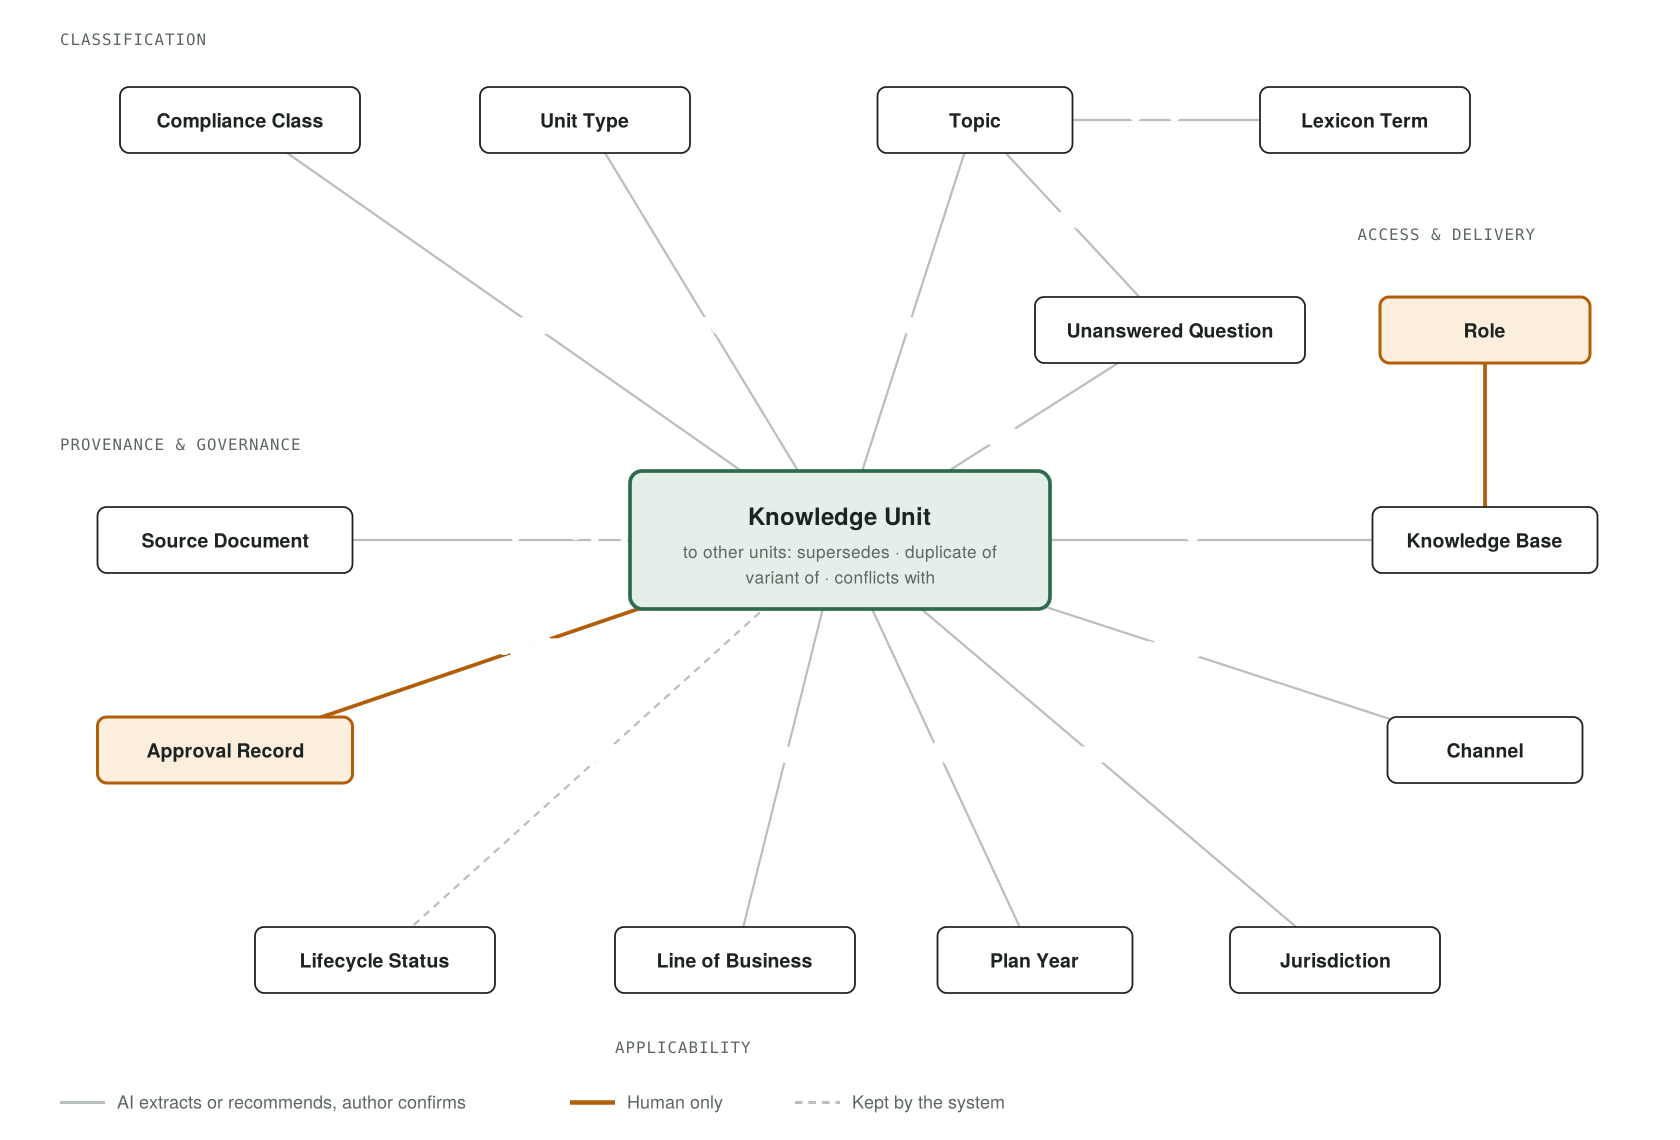 CLASSIFICATION
Compliance Class
Unit Type
Topic
Lexicon Term
ACCESS & DELIVERY
Unanswered Question
Role
PROVENANCE & GOVERNANCE
Source Document
Knowledge Unit
to other units: supersedes · duplicate of
variant of · conflicts with
Knowledge Base
Approval Record
Channel
Lifecycle Status
Line of Business
Plan Year
Jurisdiction
APPLICABILITY
AI extracts or recommends, author confirms
Human only
Kept by the system